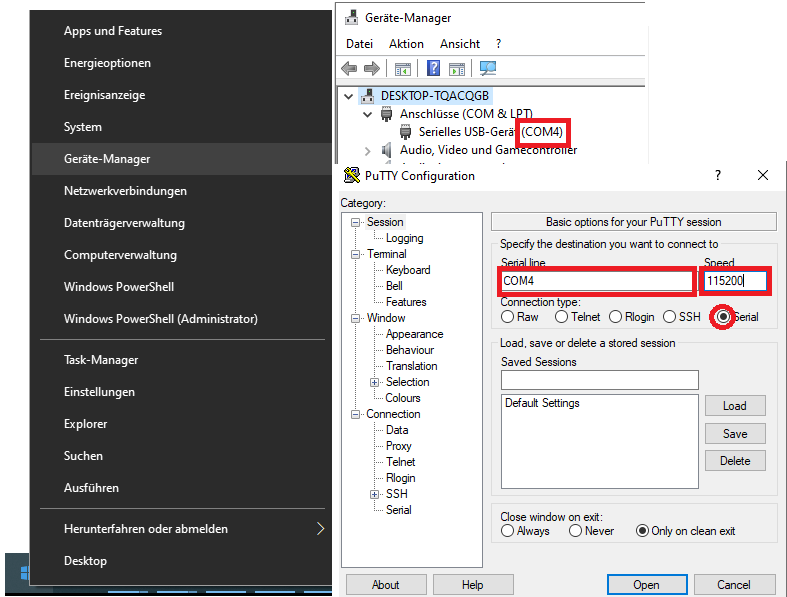 Apps und Features
Energieoptionen
Ereignisanzeige
System
Geräte-Manager
Netzwerkverbindungen
Datenträgerverwaltung
Computerverwaltung
Windows PowerShell
Windows PowerShell (Administrator)
Task-Manager
Einstellungen
Explorer
Suchen
Ausführen
Herunterfahren oder abmelden
Desktop
Geräte-Manager
Datei Aktion Ansicht ?
DESKTOP-TQACQGB
Anschlüsse (COM & LPT)
Serielles USB-Gerät (COM4)
Audio, Video und Gamecontroller
PuTTY Configuration ?
Category:
Session
Logging
Terminal
Keyboard
Bell
Features
Window
Appearance
Behaviour
Translation
Selection
Colours
Connection
Data
Proxy
Telnet
Rlogin
SSH
Serial
Basic options for your PuTTY session
Specify the destination you want to connect to
Serial line Speed
COM4 115200
Connection type:
Raw Telnet Rlogin SSH Serial
Load, save or delete a stored session
Saved Sessions
Default Settings
Load
Save
Delete
Close window on exit:
Always Never Only on clean exit
About Help Open Cancel